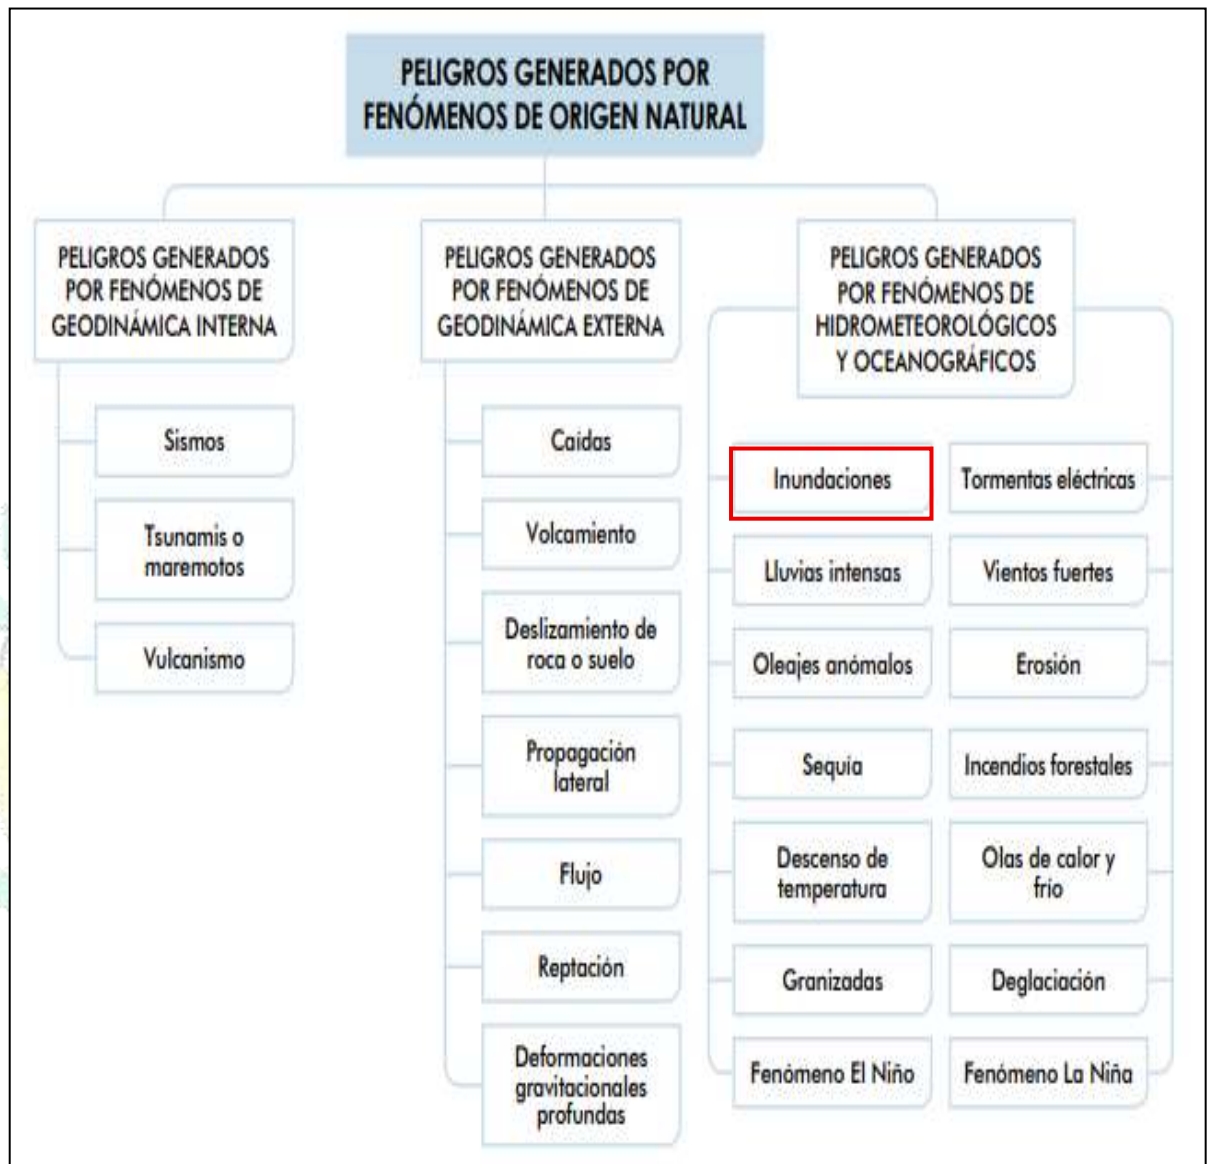 PELIGROS GENERADOS POR
FENÓMENOS DE ORIGEN NATURAL
PELIGROS GENERADOS
POR FENÓMENOS DE
GEODINÁMICA INTERNA
Sismos
Tsunamis o
maremotos
Vulcanismo
PELIGROS GENERADOS
POR FENÓMENOS DE
GEODINÁMICA EXTERNA
Caídas
Volcamiento
Deslizamiento de
roca o suelo
Propagación
lateral
Flujo
Reptación
Deformaciones
gravitacionales
profundas
PELIGROS GENERADOS
POR FENÓMENOS DE
HIDROMETEOROLÓGICOS
Y OCEANOGRÁFICOS
Inundaciones
Lluvias intensas
Oleajes anómalos
Sequía
Descenso de
temperatura
Granizadas
Fenómeno El Niño
Tormentas eléctricas
Vientos fuertes
Erosión
Incendios forestales
Olas de calor y
frío
Deglaciación
Fenómeno La Niña